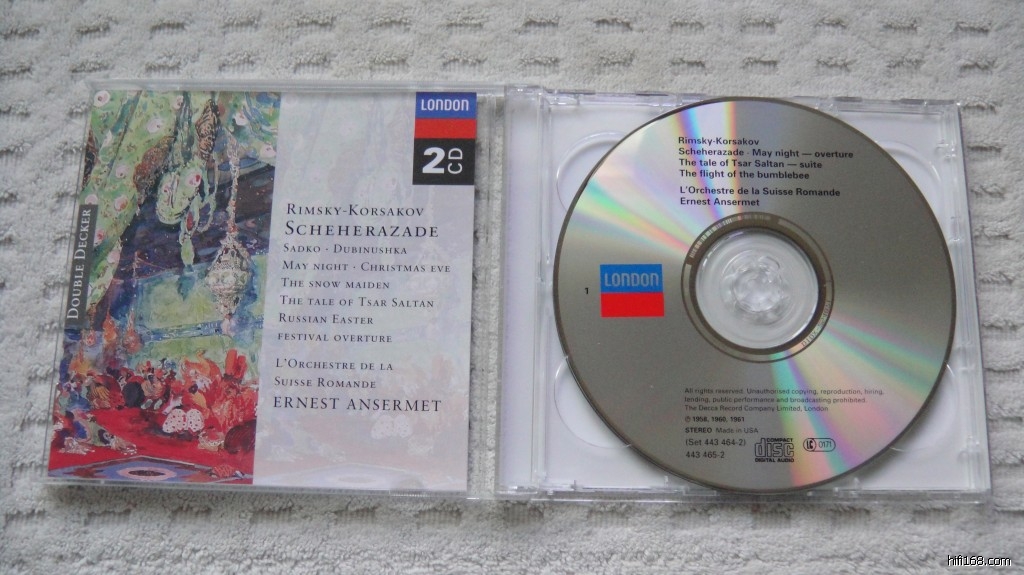 DOUBLE DECKER
LONDON
2CD
RIMSKY-KORSAKOV
SCHEHERAZADE
SADKO · DUBINUSHKA
MAY NIGHT · CHRISTMAS EVE
THE SNOW MAIDEN
THE TALE OF TSAR SALTAN
RUSSIAN EASTER
FESTIVAL OVERTURE
L'ORCHESTRE DE LA
SUISSE ROMANDE
ERNEST ANSERMET
Rimsky-Korsakov
Scheherazade · May night — overture
The tale of Tsar Saltan — suite
The flight of the bumblebee
L'Orchestre de la Suisse Romande
Ernest Ansermet
LONDON
1
All rights reserved. Unauthorised copying, reproduction, hiring,
lending, public performance and broadcasting prohibited.
The Decca Record Company Limited, London
℗ 1958, 1960, 1961
STEREO Made in USA
(Set 443 464-2)
443 465-2
COMPACT
disc
DIGITAL AUDIO
LC 0171
hifi168.com